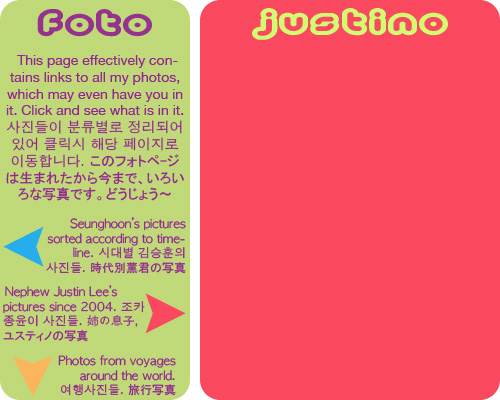 foto
This page effectively con-
tains links to all my photos,
which may even have you in
it. Click and see what is in it.
사진들이 분류별로 정리되어
있어 클릭시 해당 페이지로
이동합니다. このフォトページ
は生まれたから今まで、いろい
ろな写真です。どうじょう～
Seunghoon's pictures
sorted according to time-
line. 시대별 김승훈의
사진들. 時代別薫君の写真
Nephew Justin Lee's
pictures since 2004. 조카
종윤이 사진들. 姉の息子,
ユスティノの写真
Photos from voyages
around the world.
여행사진들. 旅行写真
justino